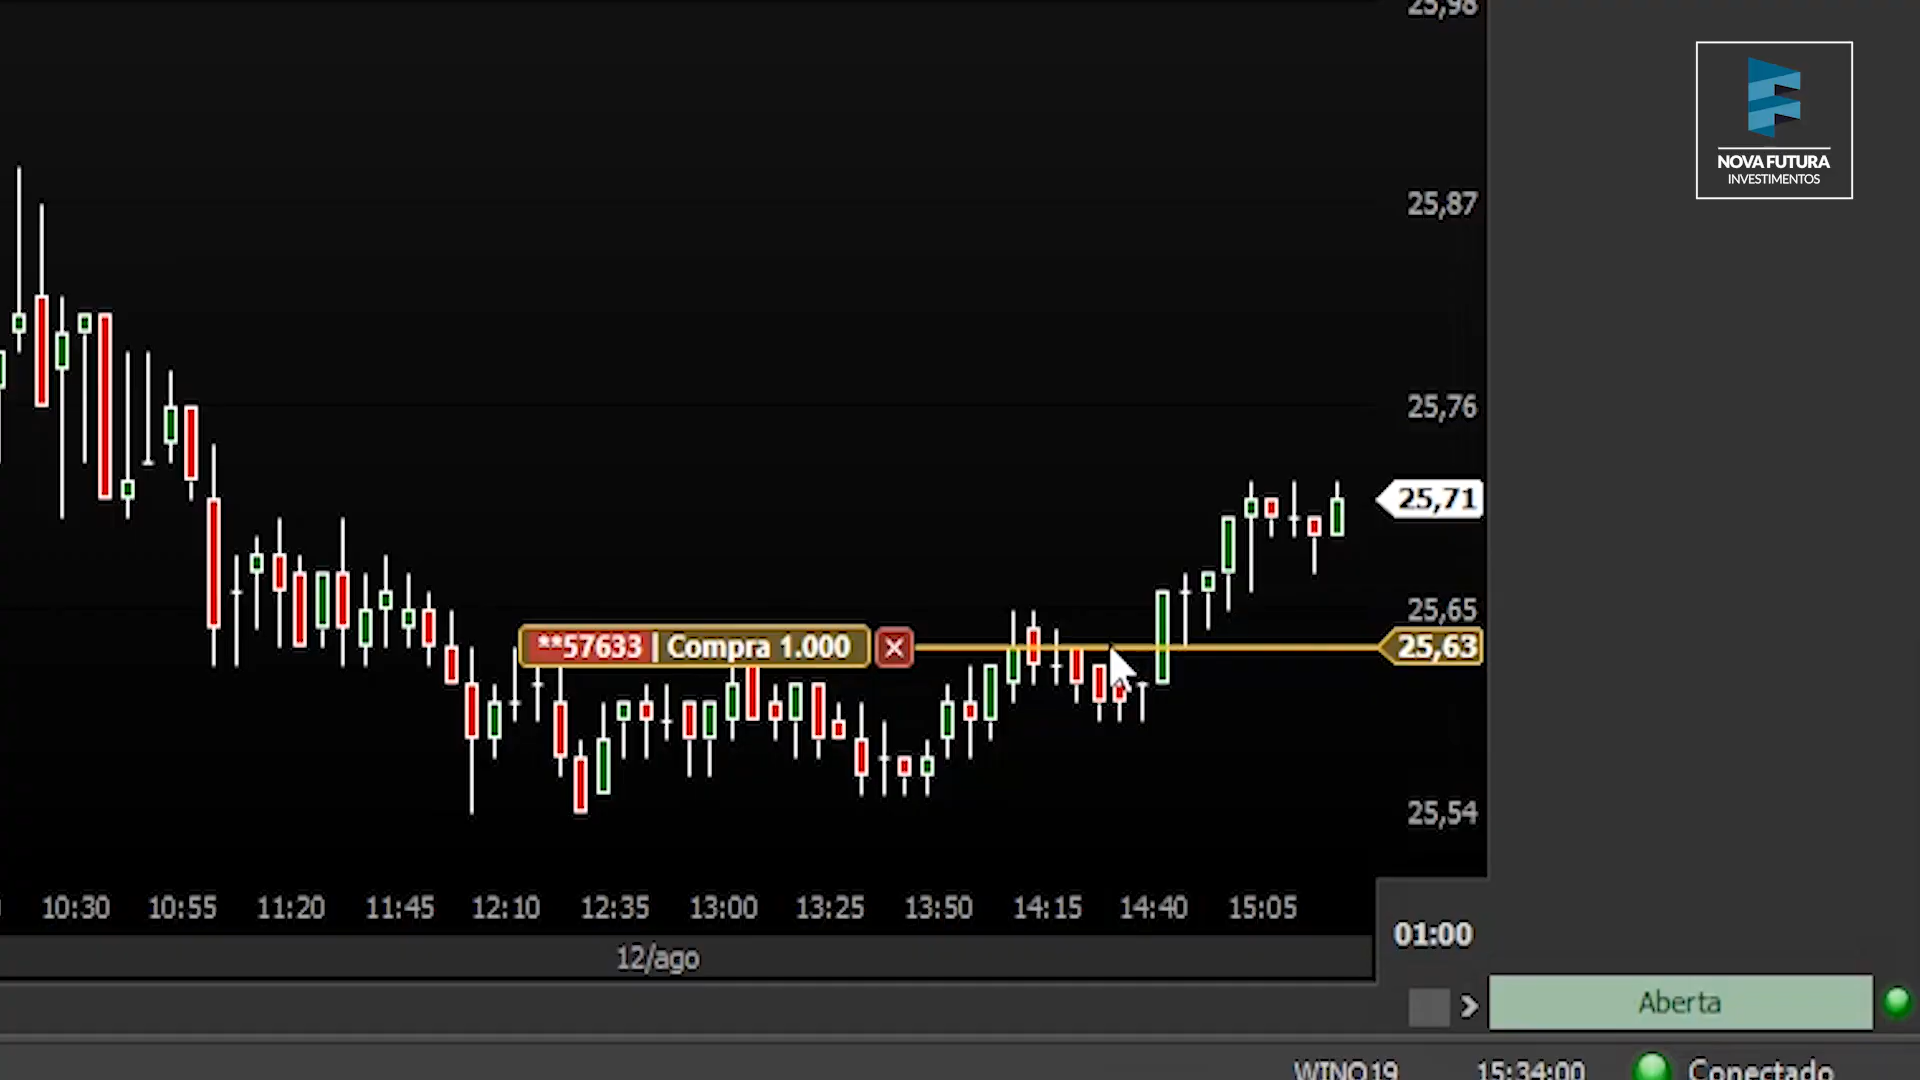 25,98
NOVA FUTURA
INVESTIMENTOS
25,87
25,76
25,71
25,65
**57633 | Compra 1.000
25,63
25,54
10:30 10:55 11:20 11:45 12:10 12:35 13:00 13:25 13:50 14:15 14:40 15:05
01:00
12/ago
Aberta
15:34:00 Conectado